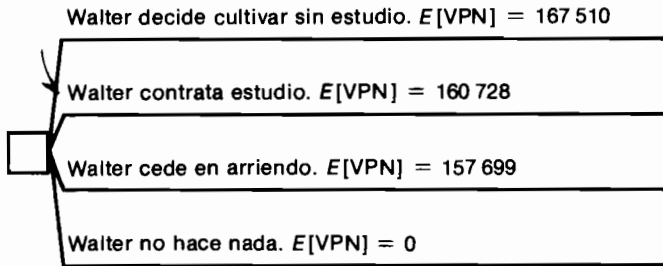 Walter decide cultivar sin estudio. E[VPN] = 167 510
Walter contrata estudio. E[VPN] = 160 728
Walter cede en arriendo. E[VPN] = 157 699
Walter no hace nada. E[VPN] = 0